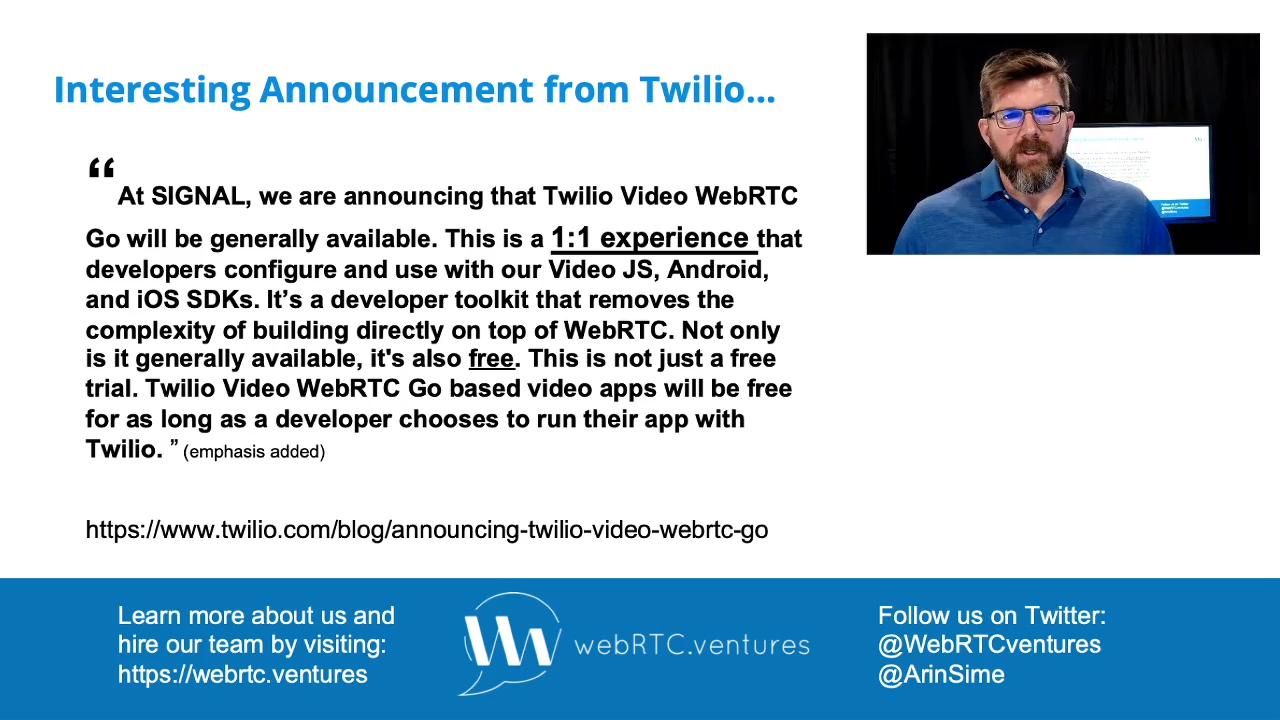 Interesting Announcement from Twilio...
“
At SIGNAL, we are announcing that Twilio Video WebRTC
Go will be generally available. This is a 1:1 experience that
developers configure and use with our Video JS, Android,
and iOS SDKs. It’s a developer toolkit that removes the
complexity of building directly on top of WebRTC. Not only
is it generally available, it's also free. This is not just a free
trial. Twilio Video WebRTC Go based video apps will be free
for as long as a developer chooses to run their app with
Twilio. ” (emphasis added)
https://www.twilio.com/blog/announcing-twilio-video-webrtc-go
Learn more about us and
hire our team by visiting:
https://webrtc.ventures
webRTC.ventures
Follow us on Twitter:
@WebRTCventures
@ArinSime